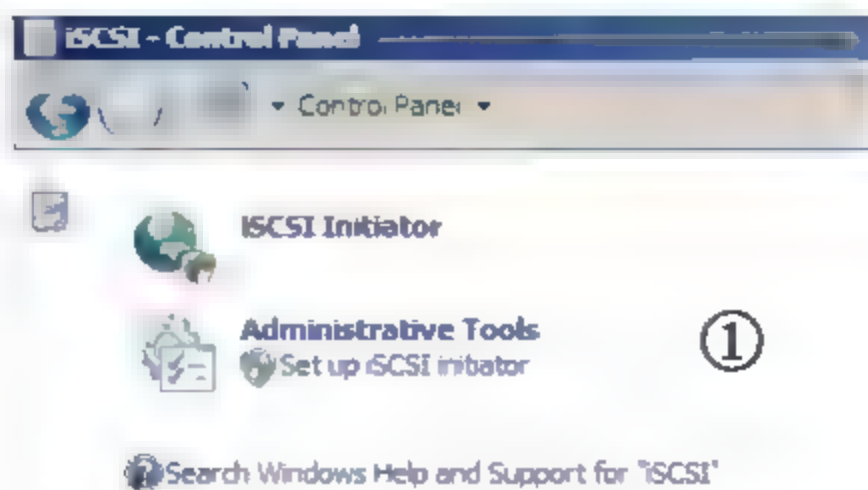 iSCSI - Control Panel
Control Panel
iSCSI Initiator
Administrative Tools
①
Set up iSCSI initiator
Search Windows Help and Support for "iSCSI"